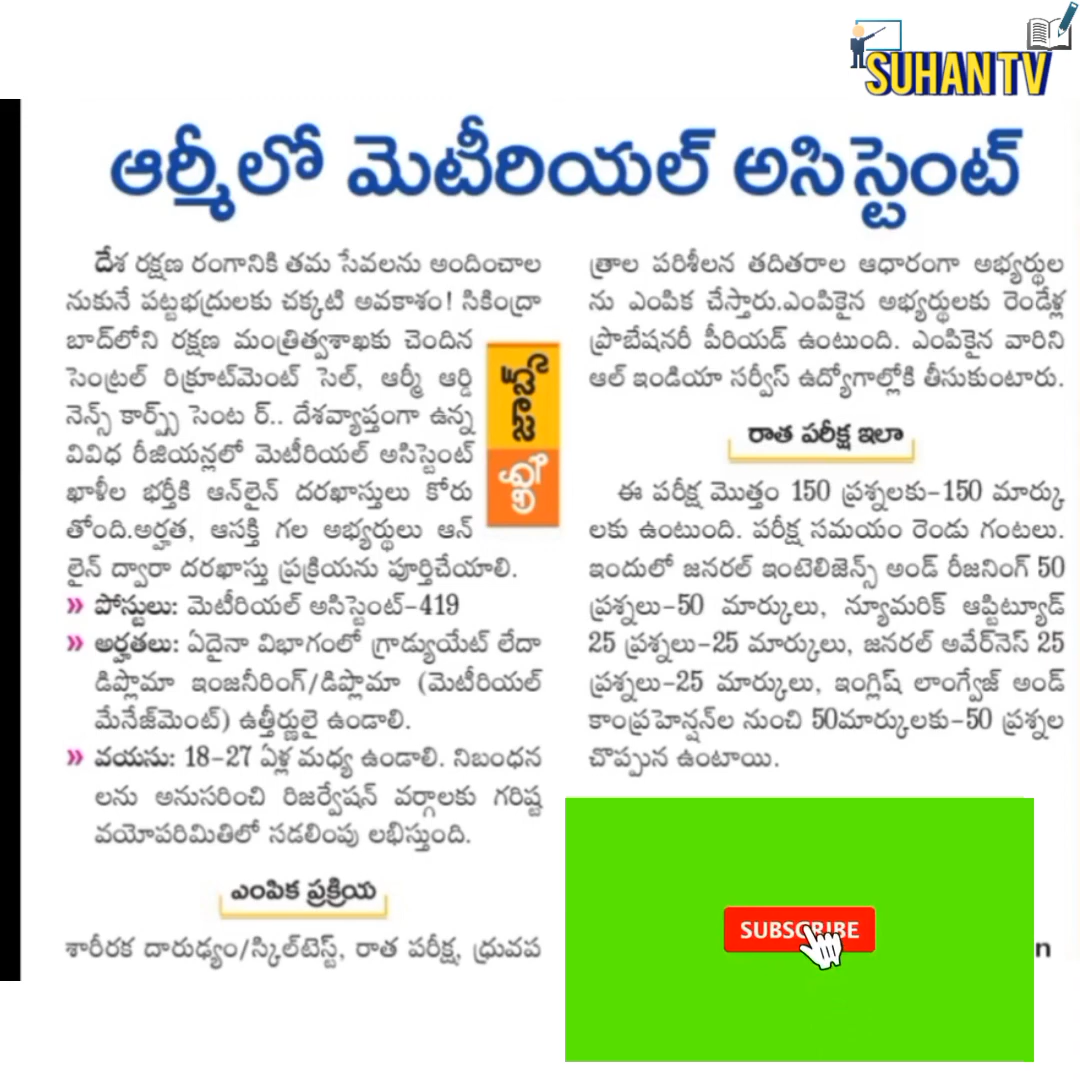 SUHAN TV
ఆర్మీలో మెటీరియల్ అసిస్టెంట్
దేశ రక్షణ రంగానికి తమ సేవలను అందించాల
నుకునే పట్టభద్రులకు చక్కటి అవకాశం! సికింద్రా
బాద్‌లోని రక్షణ మంత్రిత్వశాఖకు చెందిన
సెంట్రల్ రిక్రూట్‌మెంట్ సెల్, ఆర్మీ ఆర్డి
నెన్స్ కార్ప్స్ సెంట ర్.. దేశవ్యాప్తంగా ఉన్న
వివిధ రీజియన్లలో మెటీరియల్ అసిస్టెంట్
ఖాళీల భర్తీకి ఆన్‌లైన్ దరఖాస్తులు కోరు
తోంది.అర్హత, ఆసక్తి గల అభ్యర్థులు ఆన్
లైన్ ద్వారా దరఖాస్తు ప్రక్రియను పూర్తిచేయాలి.
ఆర్మీ జాబ్స్
» పోస్టులు: మెటీరియల్ అసిస్టెంట్-419
» అర్హతలు: ఏదైనా విభాగంలో గ్రాడ్యుయేట్ లేదా
డిప్లొమా ఇంజనీరింగ్/డిప్లొమా (మెటీరియల్
మేనేజ్‌మెంట్) ఉత్తీర్ణులై ఉండాలి.
» వయసు: 18-27 ఏళ్ల మధ్య ఉండాలి. నిబంధన
లను అనుసరించి రిజర్వేషన్ వర్గాలకు గరిష్ట
వయోపరిమితిలో సడలింపు లభిస్తుంది.
ఎంపిక ప్రక్రియ
శారీరక దారుఢ్యం/స్కిల్‌టెస్ట్, రాత పరీక్ష, ధ్రువప
త్రాల పరిశీలన తదితరాల ఆధారంగా అభ్యర్థుల
ను ఎంపిక చేస్తారు.ఎంపికైన అభ్యర్థులకు రెండేళ్ల
ప్రొబేషనరీ పీరియడ్ ఉంటుంది. ఎంపికైన వారిని
ఆల్ ఇండియా సర్వీస్ ఉద్యోగాల్లోకి తీసుకుంటారు.
రాత పరీక్ష ఇలా
ఈ పరీక్ష మొత్తం 150 ప్రశ్నలకు-150 మార్కు
లకు ఉంటుంది. పరీక్ష సమయం రెండు గంటలు.
ఇందులో జనరల్ ఇంటెలిజెన్స్ అండ్ రీజనింగ్ 50
ప్రశ్నలు-50 మార్కులు, న్యూమరిక్ ఆప్టిట్యూడ్
25 ప్రశ్నలు-25 మార్కులు, జనరల్ అవేర్‌నెస్ 25
ప్రశ్నలు-25 మార్కులు, ఇంగ్లిష్ లాంగ్వేజ్ అండ్
కాంప్రహెన్షన్‌ల నుంచి 50మార్కులకు-50 ప్రశ్నల
చొప్పున ఉంటాయి.
SUBSCRIBE
n